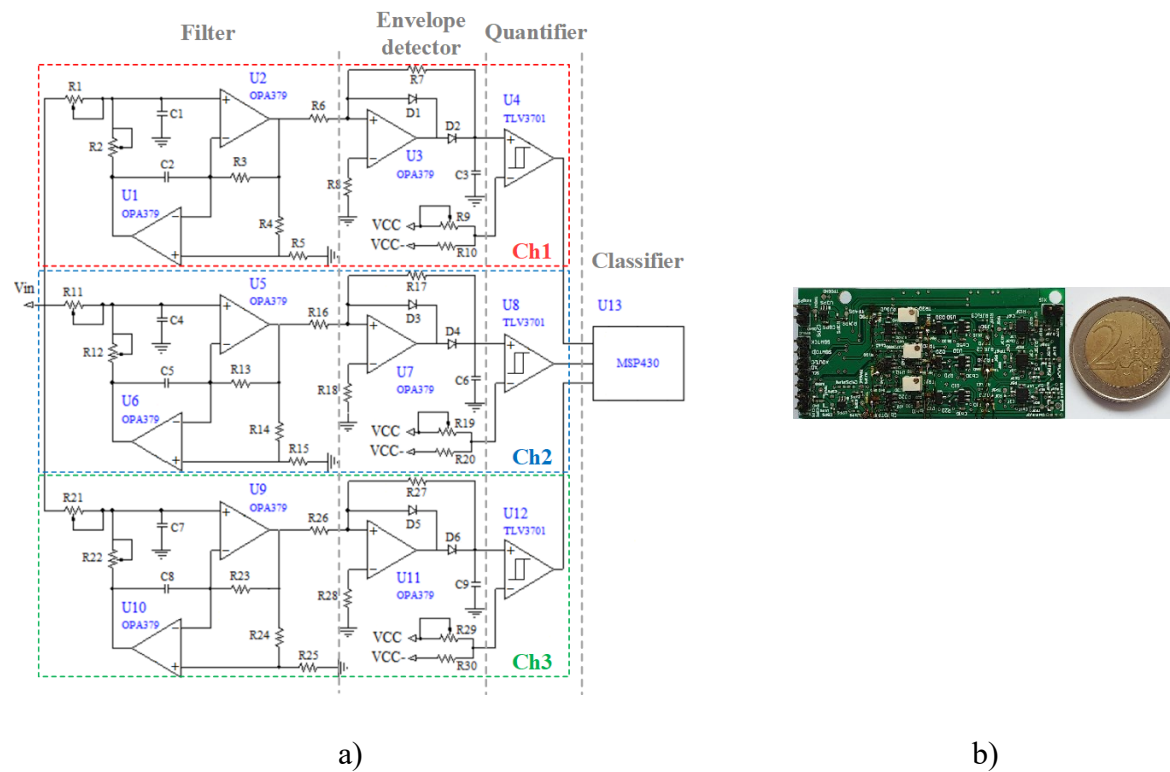 Filter
Envelope
detector
Quantifier
Classifier
R1
C1
R2
C2
U1
OPA379
U2
OPA379
R3
R4
R5
R6
R7
D1
D2
U3
OPA379
R8
C3
U4
TLV3701
VCC
R9
VCC-
R10
Ch1
Vin
R11
C4
R12
C5
U6
OPA379
U5
OPA379
R13
R14
R15
R16
R17
D3
D4
U7
OPA379
R18
C6
U8
TLV3701
VCC
R19
VCC-
R20
Ch2
U13
MSP430
R21
C7
R22
C8
U10
OPA379
U9
OPA379
R23
R24
R25
R26
R27
D5
D6
U11
OPA379
R28
C9
U12
TLV3701
VCC
R29
VCC-
R30
Ch3
2
a)
b)